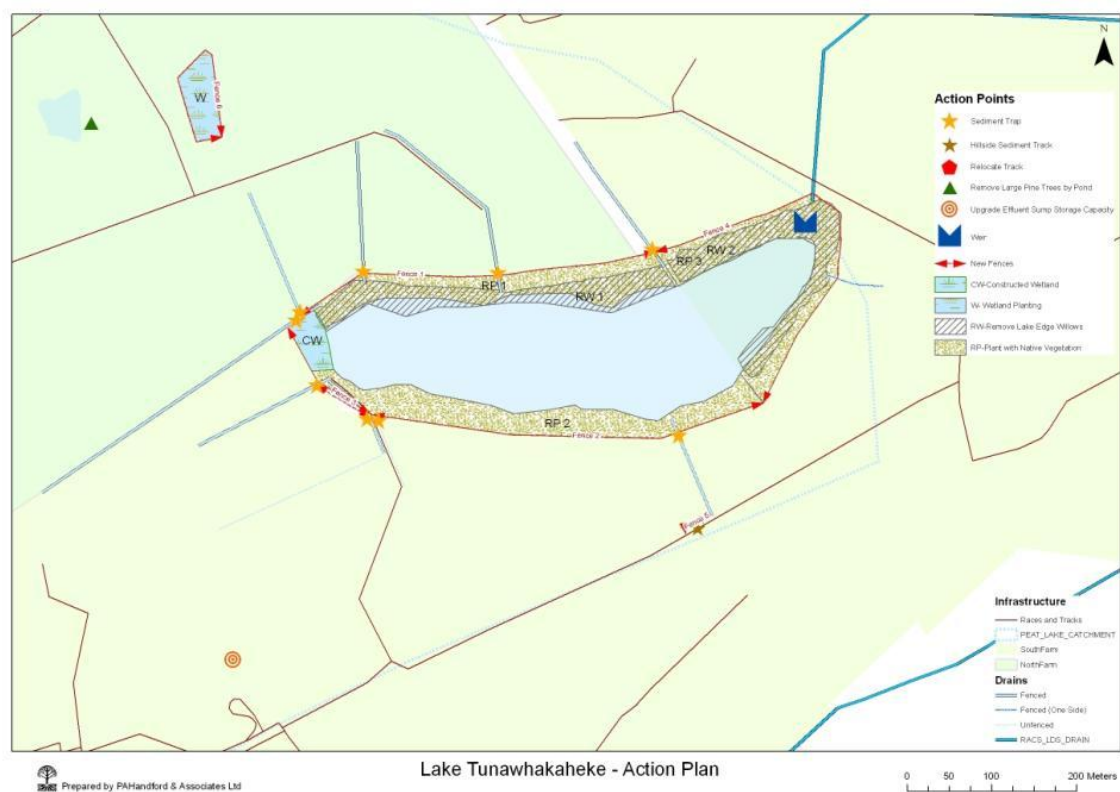 N
W
Fence 6
Action Points
Sediment Trap
Hillside Sediment Track
Relocate Track
Remove Large Pine Trees by Pond
Upgrade Effluent Sump Storage Capacity
Weir
New Fences
CW-Constructed Wetland
W- Wetland Planting
RW-Remove Lake Edge Willows
RP-Plant with Native Vegetation
Fence 4
RW 2
RP 3
Fence 1
RP 1
RW 1
CW
Fence 3
RP 2
Fence 2
Fence 5
Infrastructure
Races and Tracks
PEAT_LAKE_CATCHMENT
SouthFarm
NorthFarm
Drains
Fenced
Fenced (One Side)
Unfenced
RACS_LDS_DRAIN
Lake Tunawhakaheke - Action Plan
Prepared by PAHandford & Associates Ltd
0 50 100 200 Meters